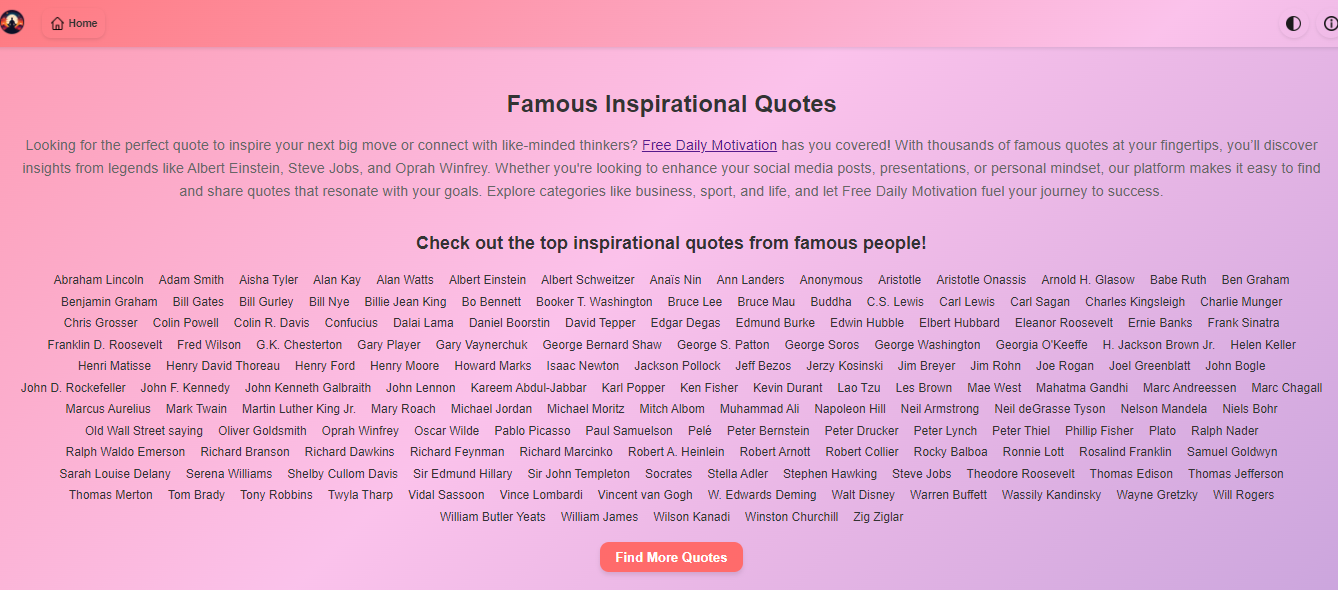 Home
Famous Inspirational Quotes
Looking for the perfect quote to inspire your next big move or connect with like-minded thinkers? Free Daily Motivation has you covered! With thousands of famous quotes at your fingertips, you'll discover
insights from legends like Albert Einstein, Steve Jobs, and Oprah Winfrey. Whether you're looking to enhance your social media posts, presentations, or personal mindset, our platform makes it easy to find
and share quotes that resonate with your goals. Explore categories like business, sport, and life, and let Free Daily Motivation fuel your journey to success.
Check out the top inspirational quotes from famous people!
Abraham Lincoln Adam Smith Aisha Tyler Alan Kay Alan Watts Albert Einstein Albert Schweitzer Anaïs Nin Ann Landers Anonymous Aristotle Aristotle Onassis Arnold H. Glasow Babe Ruth Ben Graham
Benjamin Graham Bill Gates Bill Gurley Bill Nye Billie Jean King Bo Bennett Booker T. Washington Bruce Lee Bruce Mau Buddha C.S. Lewis Carl Lewis Carl Sagan Charles Kingsleigh Charlie Munger
Chris Grosser Colin Powell Colin R. Davis Confucius Dalai Lama Daniel Boorstin David Tepper Edgar Degas Edmund Burke Edwin Hubble Elbert Hubbard Eleanor Roosevelt Ernie Banks Frank Sinatra
Franklin D. Roosevelt Fred Wilson G.K. Chesterton Gary Player Gary Vaynerchuk George Bernard Shaw George S. Patton George Soros George Washington Georgia O'Keeffe H. Jackson Brown Jr. Helen Keller
Henri Matisse Henry David Thoreau Henry Ford Henry Moore Howard Marks Isaac Newton Jackson Pollock Jeff Bezos Jerzy Kosinski Jim Breyer Jim Rohn Joe Rogan Joel Greenblatt John Bogle
John D. Rockefeller John F. Kennedy John Kenneth Galbraith John Lennon Kareem Abdul-Jabbar Karl Popper Ken Fisher Kevin Durant Lao Tzu Les Brown Mae West Mahatma Gandhi Marc Andreessen Marc Chagall
Marcus Aurelius Mark Twain Martin Luther King Jr. Mary Roach Michael Jordan Michael Moritz Mitch Albom Muhammad Ali Napoleon Hill Neil Armstrong Neil deGrasse Tyson Nelson Mandela Niels Bohr
Old Wall Street saying Oliver Goldsmith Oprah Winfrey Oscar Wilde Pablo Picasso Paul Samuelson Pelé Peter Bernstein Peter Drucker Peter Lynch Peter Thiel Phillip Fisher Plato Ralph Nader
Ralph Waldo Emerson Richard Branson Richard Dawkins Richard Feynman Richard Marcinko Robert A. Heinlein Robert Arnott Robert Collier Rocky Balboa Ronnie Lott Rosalind Franklin Samuel Goldwyn
Sarah Louise Delany Serena Williams Shelby Cullom Davis Sir Edmund Hillary Sir John Templeton Socrates Stella Adler Stephen Hawking Steve Jobs Theodore Roosevelt Thomas Edison Thomas Jefferson
Thomas Merton Tom Brady Tony Robbins Twyla Tharp Vidal Sassoon Vince Lombardi Vincent van Gogh W. Edwards Deming Walt Disney Warren Buffett Wassily Kandinsky Wayne Gretzky Will Rogers
William Butler Yeats William James Wilson Kanadi Winston Churchill Zig Ziglar
Find More Quotes